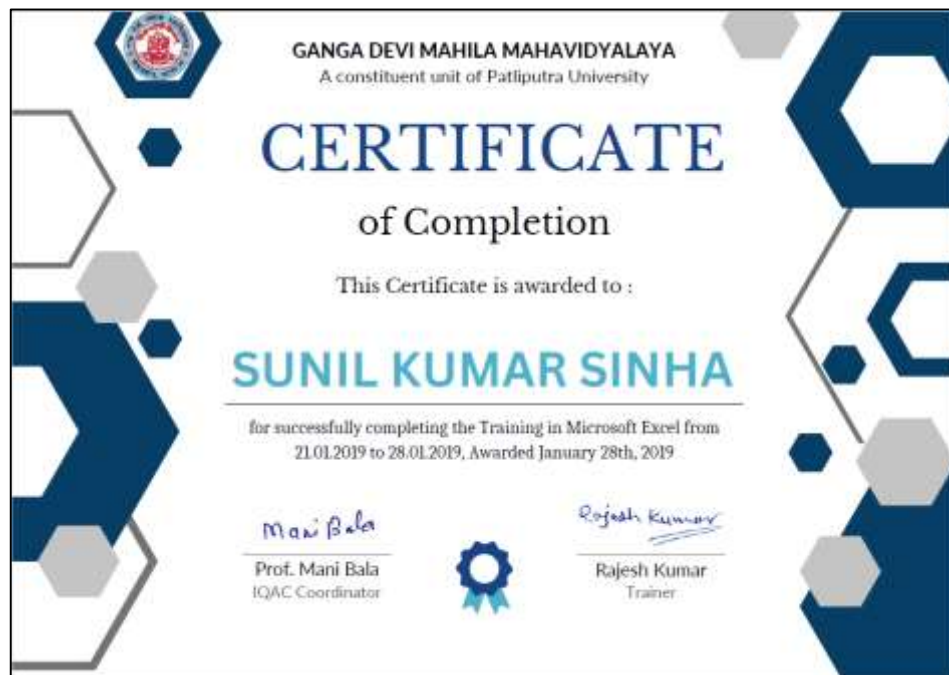 GANGA DEVI MAHILA MAHAVIDYALAYA
A constituent unit of Patliputra University
CERTIFICATE
of Completion
This Certificate is awarded to :
SUNIL KUMAR SINHA
for successfully completing the Training in Microsoft Excel from
21.01.2019 to 28.01.2019, Awarded January 28th, 2019
Mani Bala
Rajesh Kumar
Prof. Mani Bala
Rajesh Kumar
IQAC Coordinator
Trainer